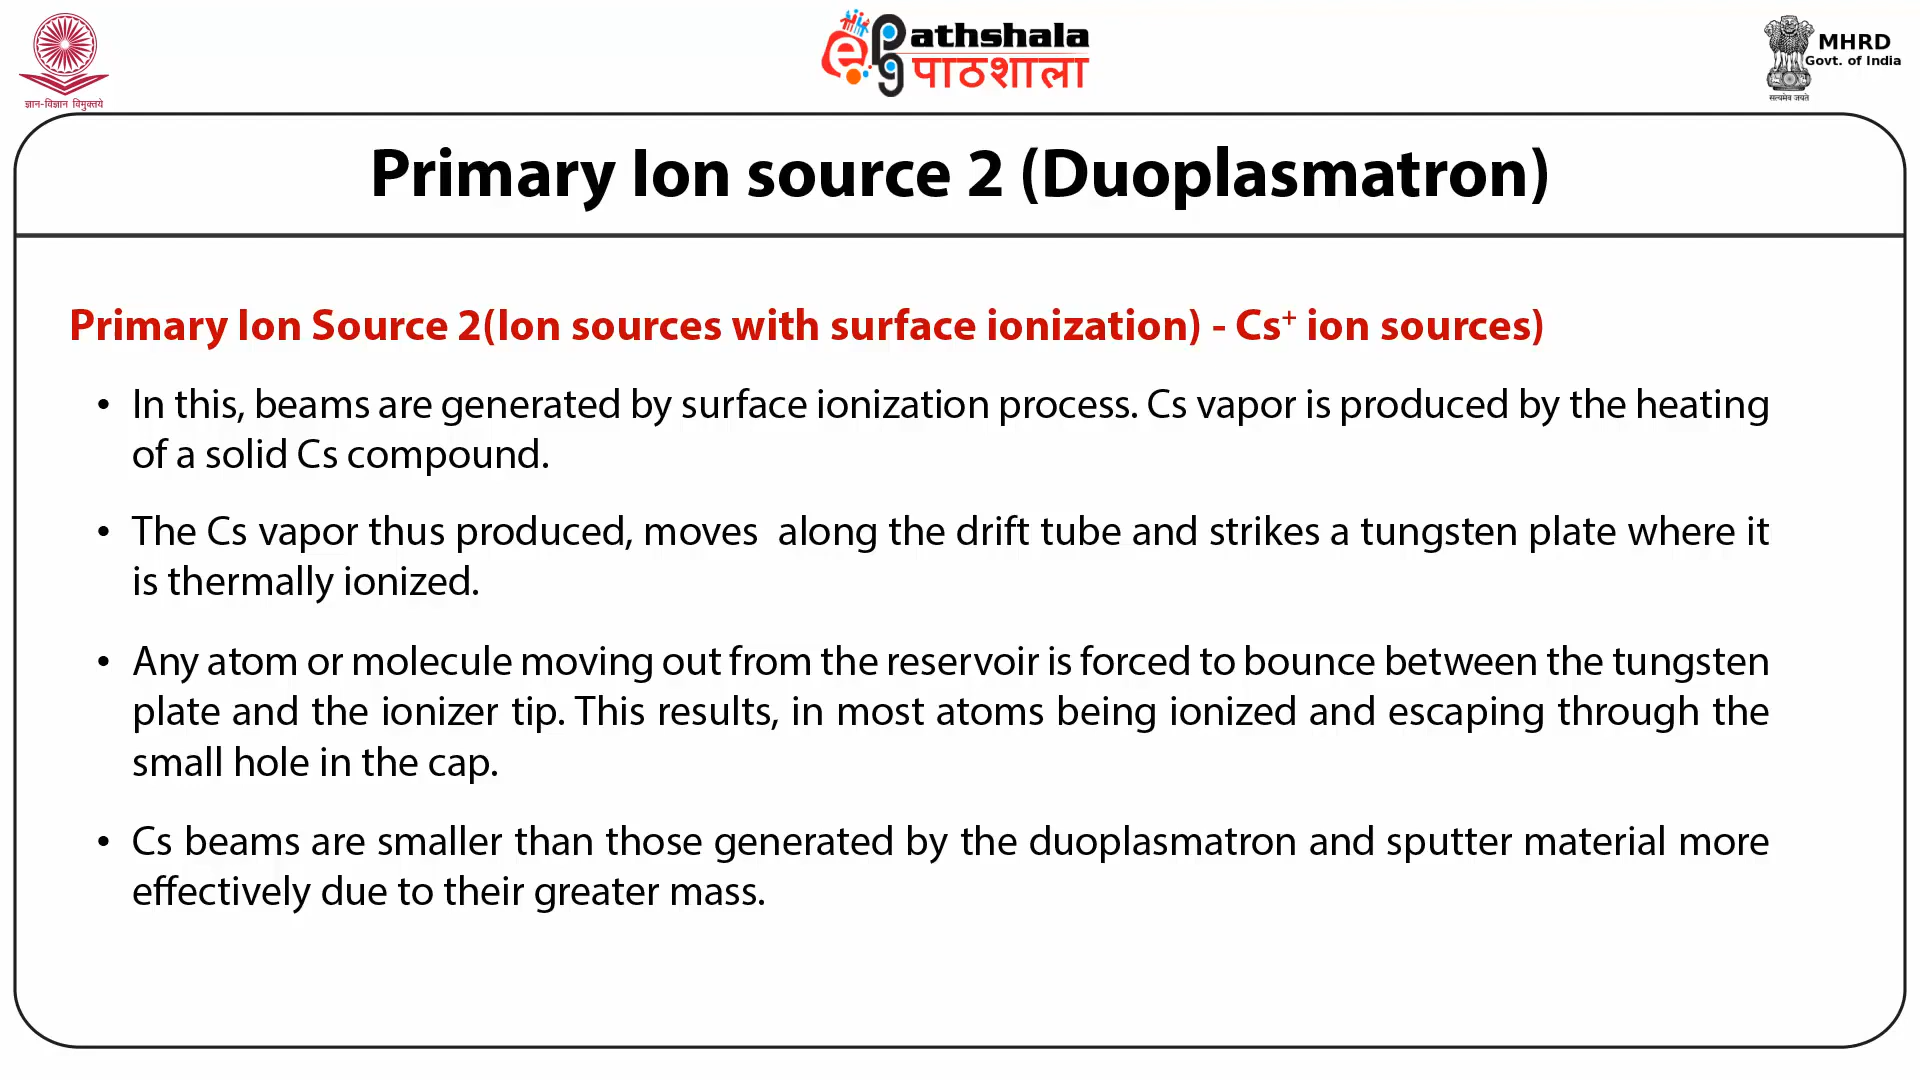 ज्ञान-विज्ञान विमुक्तये
e Pathshala
पाठशाला
MHRD
Govt. of India
सत्यमेव जयते
Primary Ion source 2 (Duoplasmatron)
Primary Ion Source 2(Ion sources with surface ionization) - Cs⁺ ion sources)
• In this, beams are generated by surface ionization process. Cs vapor is produced by the heating
of a solid Cs compound.
• The Cs vapor thus produced, moves  along the drift tube and strikes a tungsten plate where it
is thermally ionized.
• Any atom or molecule moving out from the reservoir is forced to bounce between the tungsten
plate and the ionizer tip. This results, in most atoms being ionized and escaping through the
small hole in the cap.
• Cs beams are smaller than those generated by the duoplasmatron and sputter material more
effectively due to their greater mass.